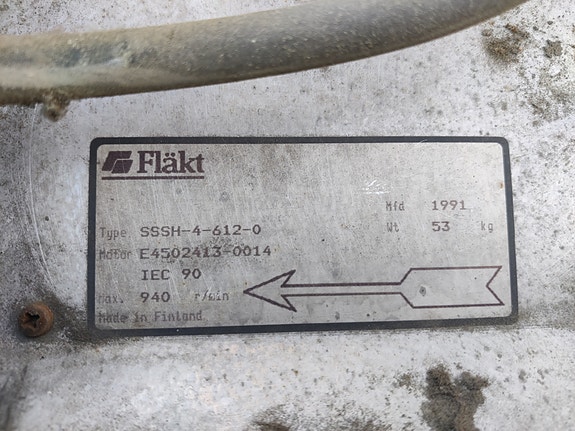 Fläkt
Mfd 1991
Type SSSH-4-612-0
Wt 53 kg
Motor E4502413-0014
IEC 90
Max. 940 r/min
Made in Finland